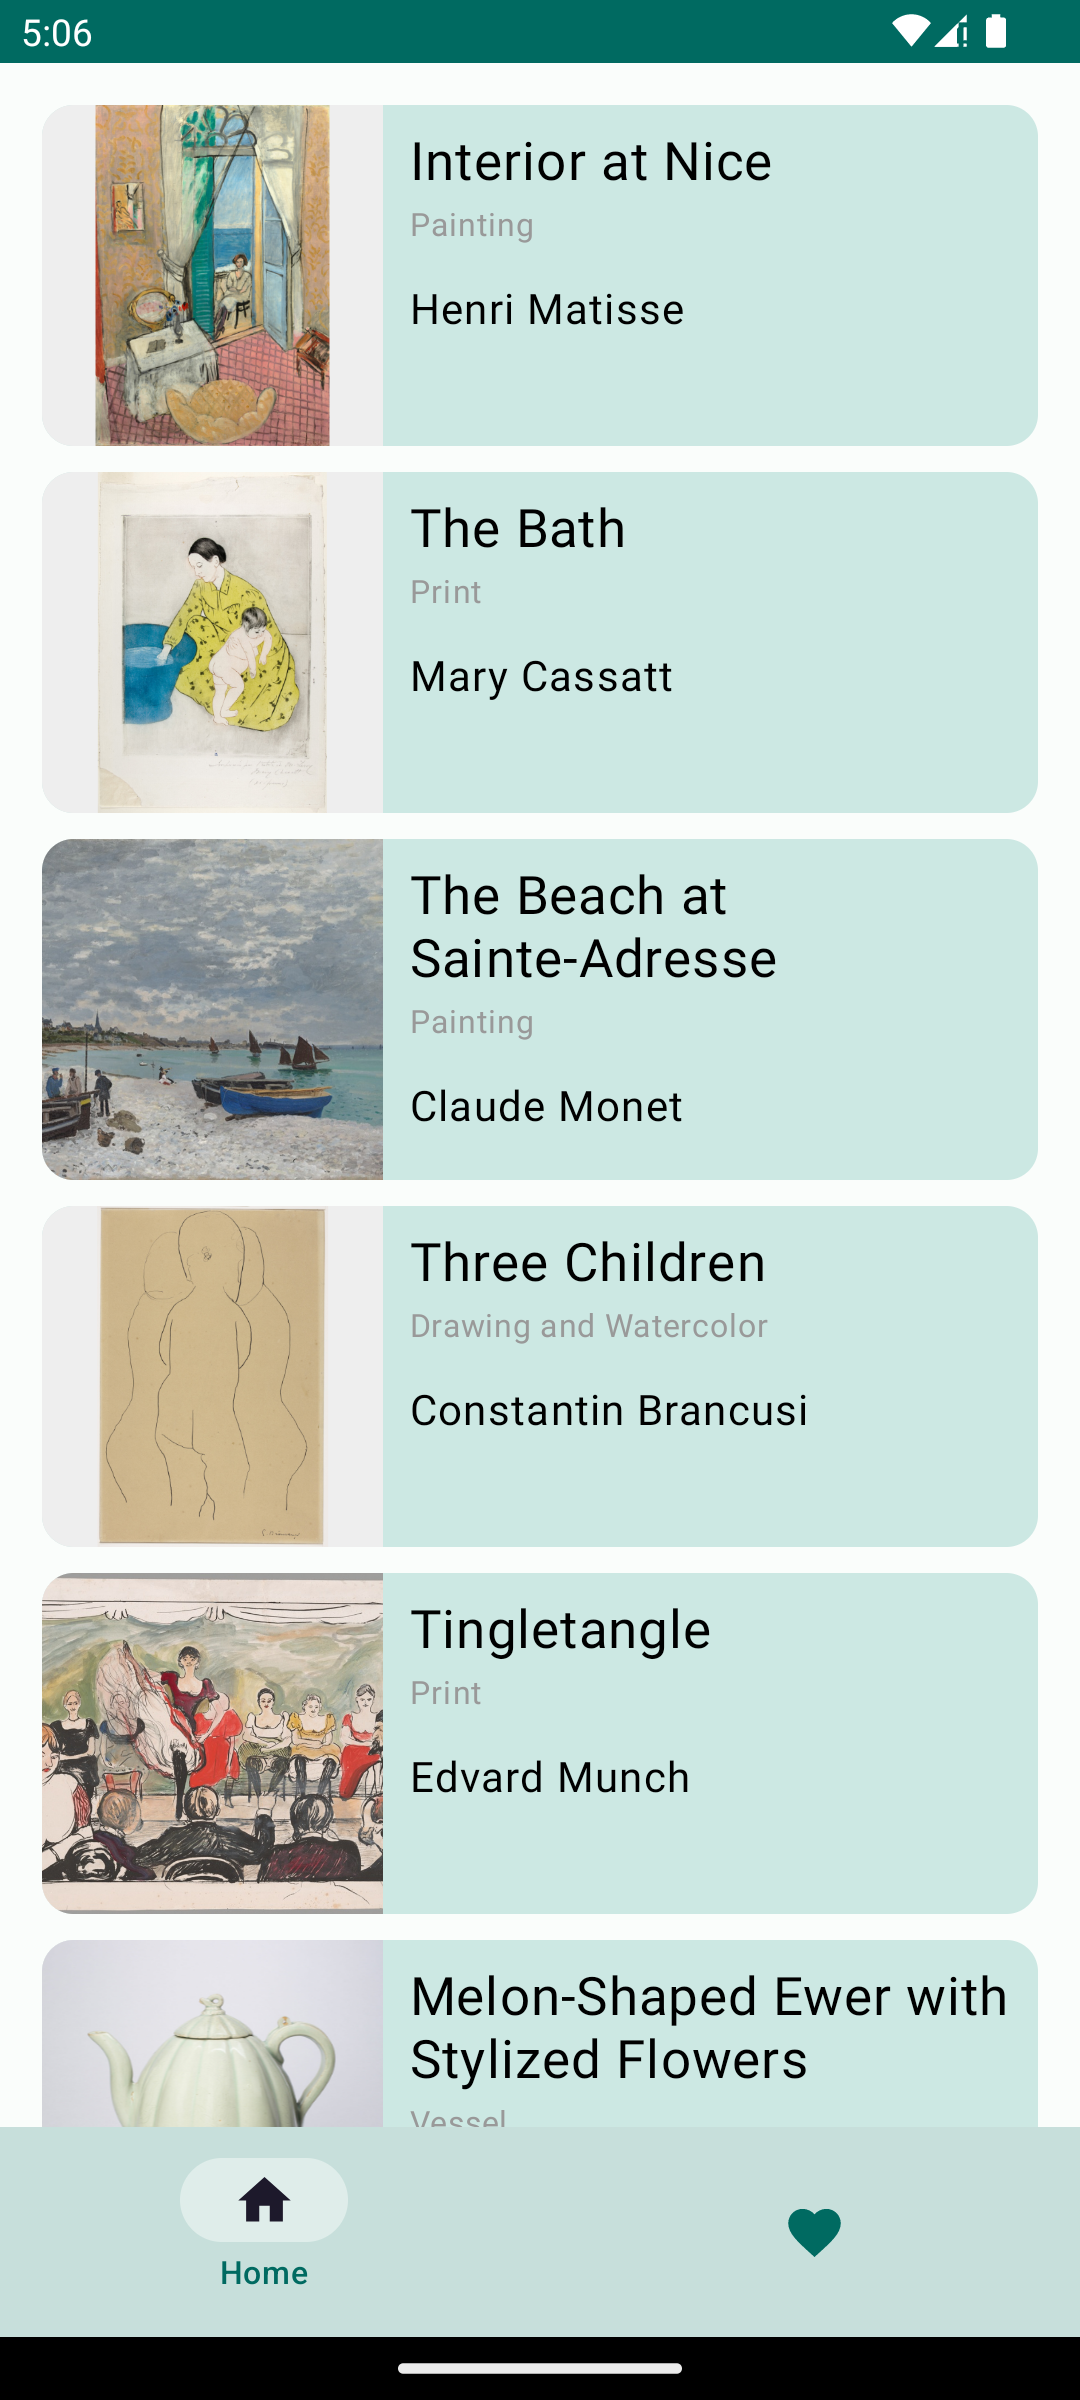 5:06
Interior at Nice
Painting
Henri Matisse
The Bath
Print
Mary Cassatt
The Beach at
Sainte-Adresse
Painting
Claude Monet
Three Children
Drawing and Watercolor
Constantin Brancusi
Tingletangle
Print
Edvard Munch
Melon-Shaped Ewer with
Stylized Flowers
Vessel
Home